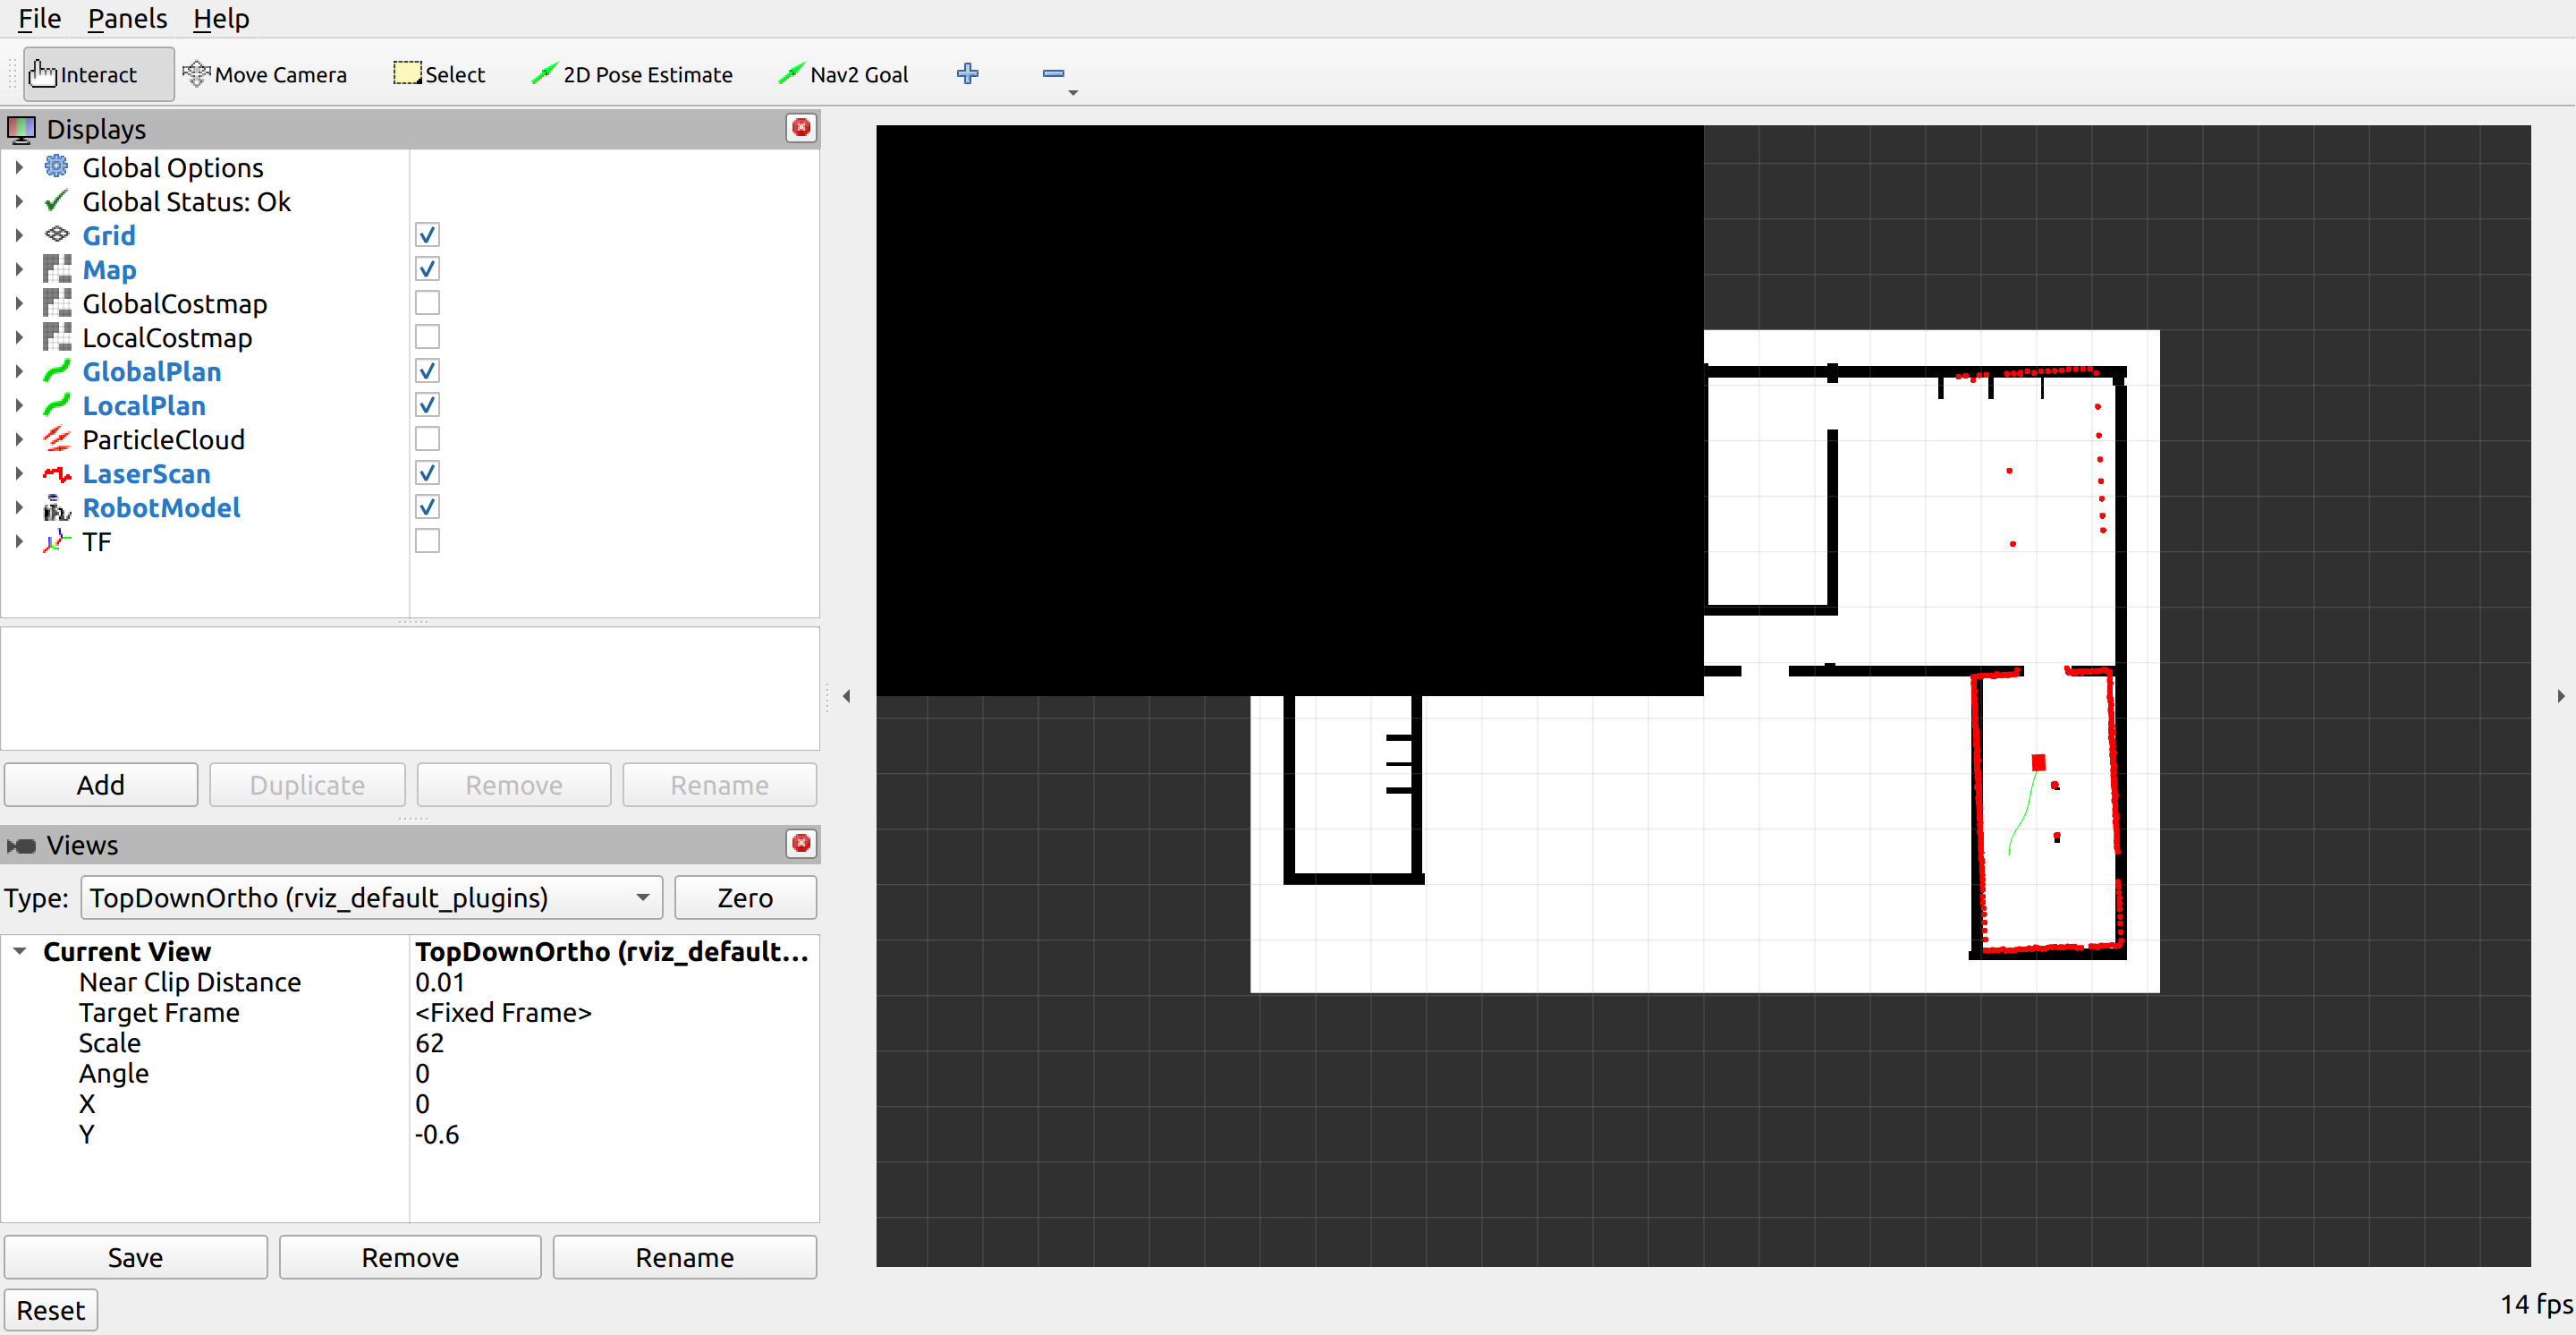 File Panels Help
Interact Move Camera Select 2D Pose Estimate Nav2 Goal
Displays
Global Options
Global Status: Ok
Grid
Map
GlobalCostmap
LocalCostmap
GlobalPlan
LocalPlan
ParticleCloud
LaserScan
RobotModel
TF
Add Duplicate Remove Rename
Views
Type: TopDownOrtho (rviz_default_plugins) Zero
Current View TopDownOrtho (rviz_default...
Near Clip Distance 0.01
Target Frame <Fixed Frame>
Scale 62
Angle 0
X 0
Y -0.6
Save Remove Rename
Reset
14 fps